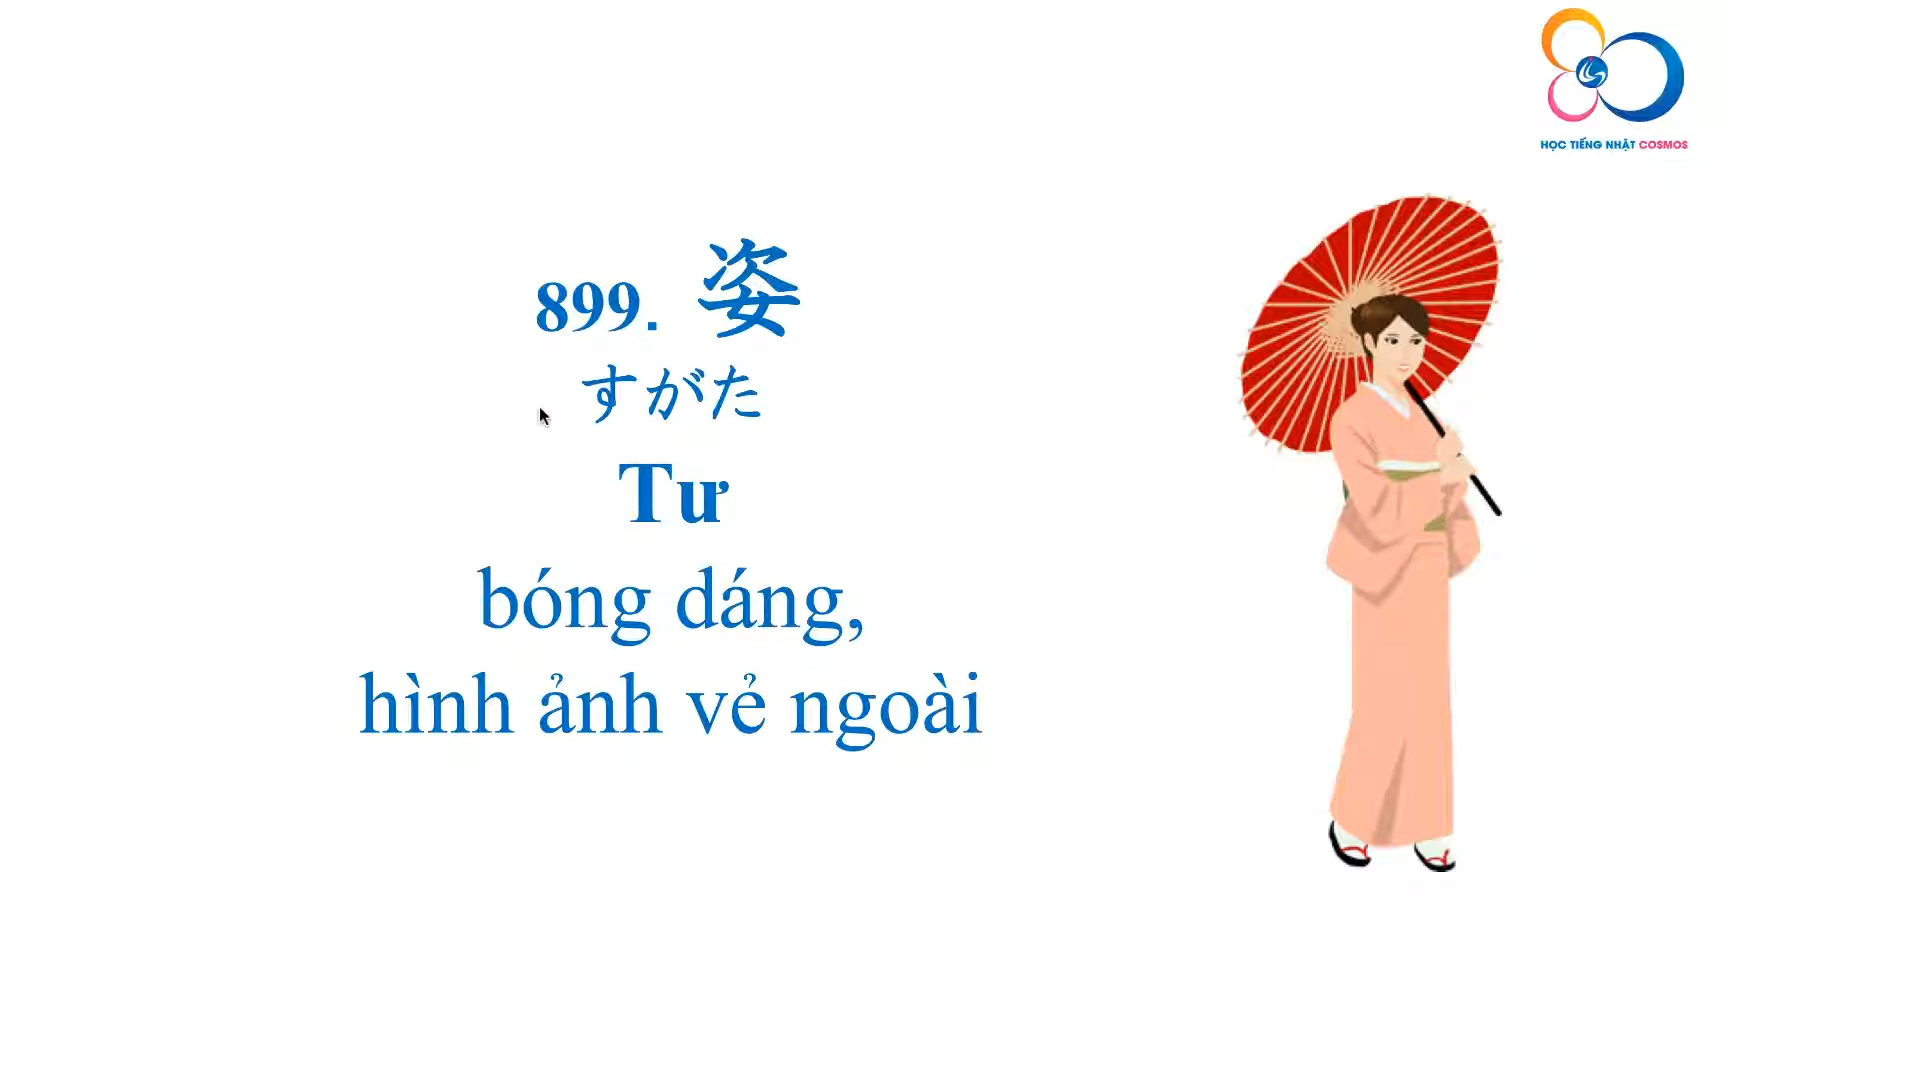 HỌC TIẾNG NHẬT COSMOS
899. 姿
すがた
Tư
bóng dáng,
hình ảnh vẻ ngoài